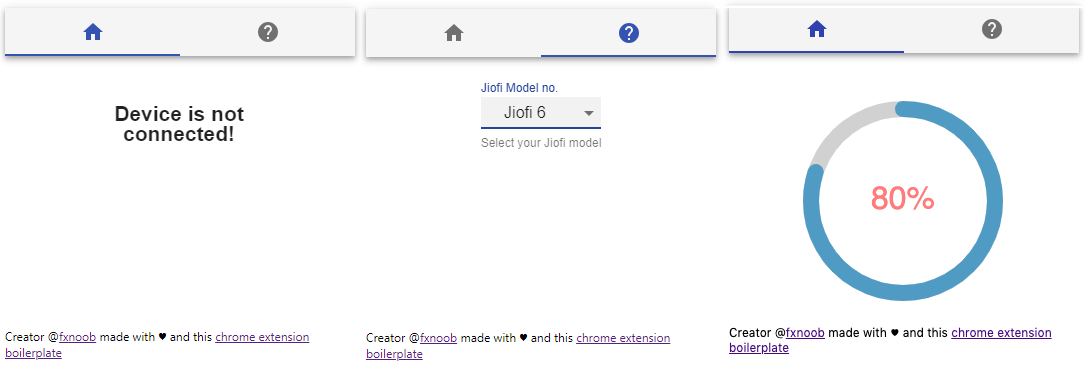 Device is not
connected!
Creator @fxnoob made with ♥ and this chrome extension
boilerplate
Jiofi Model no.
Jiofi 6
Select your Jiofi model
Creator @fxnoob made with ♥ and this chrome extension
boilerplate
80%
Creator @fxnoob made with ♥ and this chrome extension
boilerplate